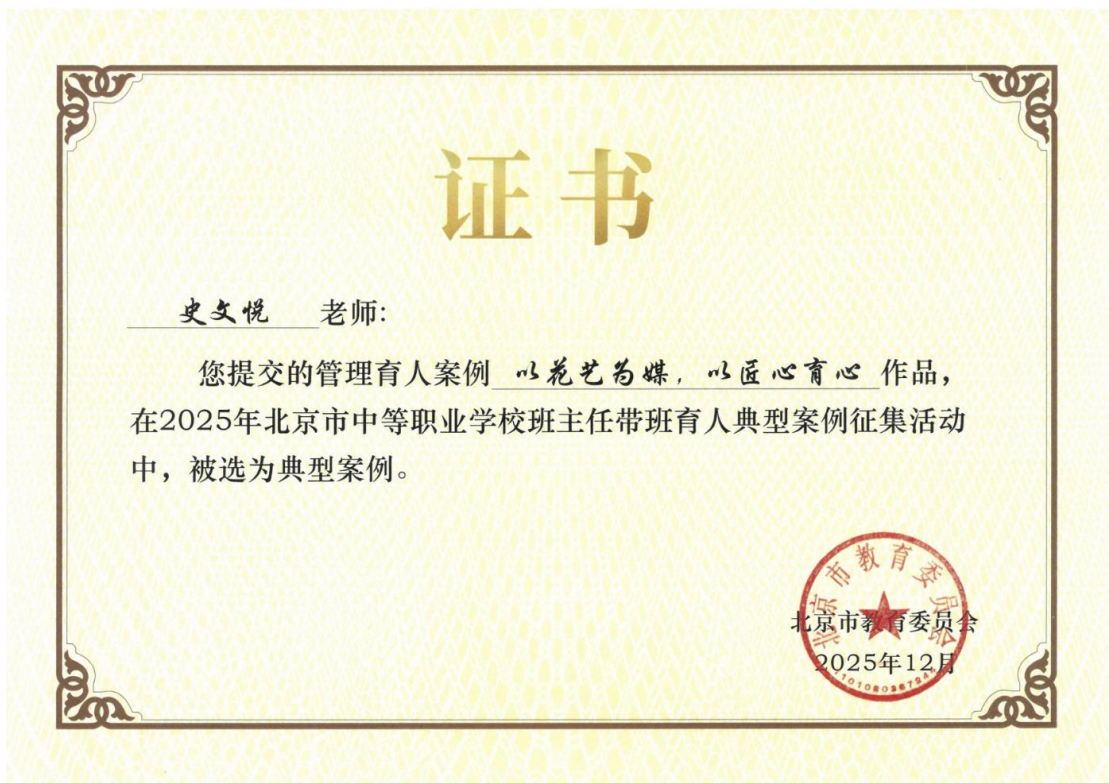 证书
史文悦 老师:
您提交的管理育人案例 以花艺为媒，以匠心育心 作品，
在2025年北京市中等职业学校班主任带班育人典型案例征集活动
中，被选为典型案例。
北京市教育委员会
北京市教育委员会
2025年12月